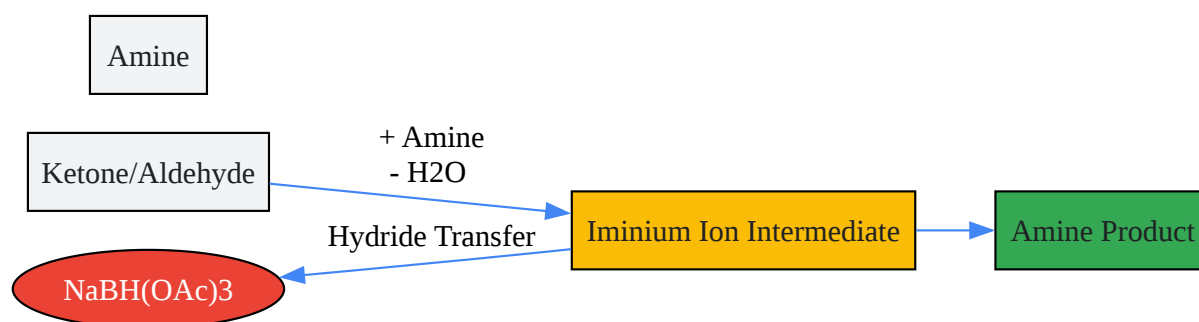 Amine
Ketone/Aldehyde
+ Amine
- H2O
Hydride Transfer
NaBH(OAc)3
Iminium Ion Intermediate
Amine Product